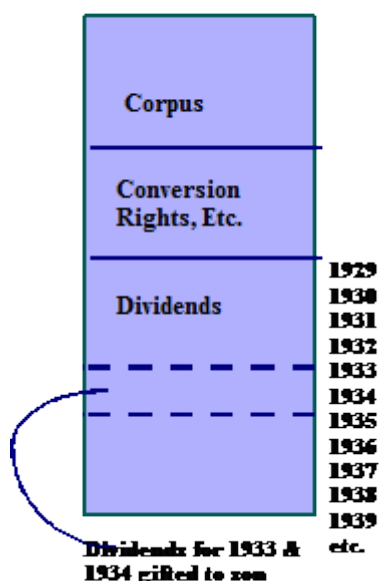 Corpus
Conversion
Rights, Etc.
Dividends
1929
1930
1931
1932
1933
1934
1935
1936
1937
1938
1939
etc.
Dividends for 1933 &
1934 gifted to son